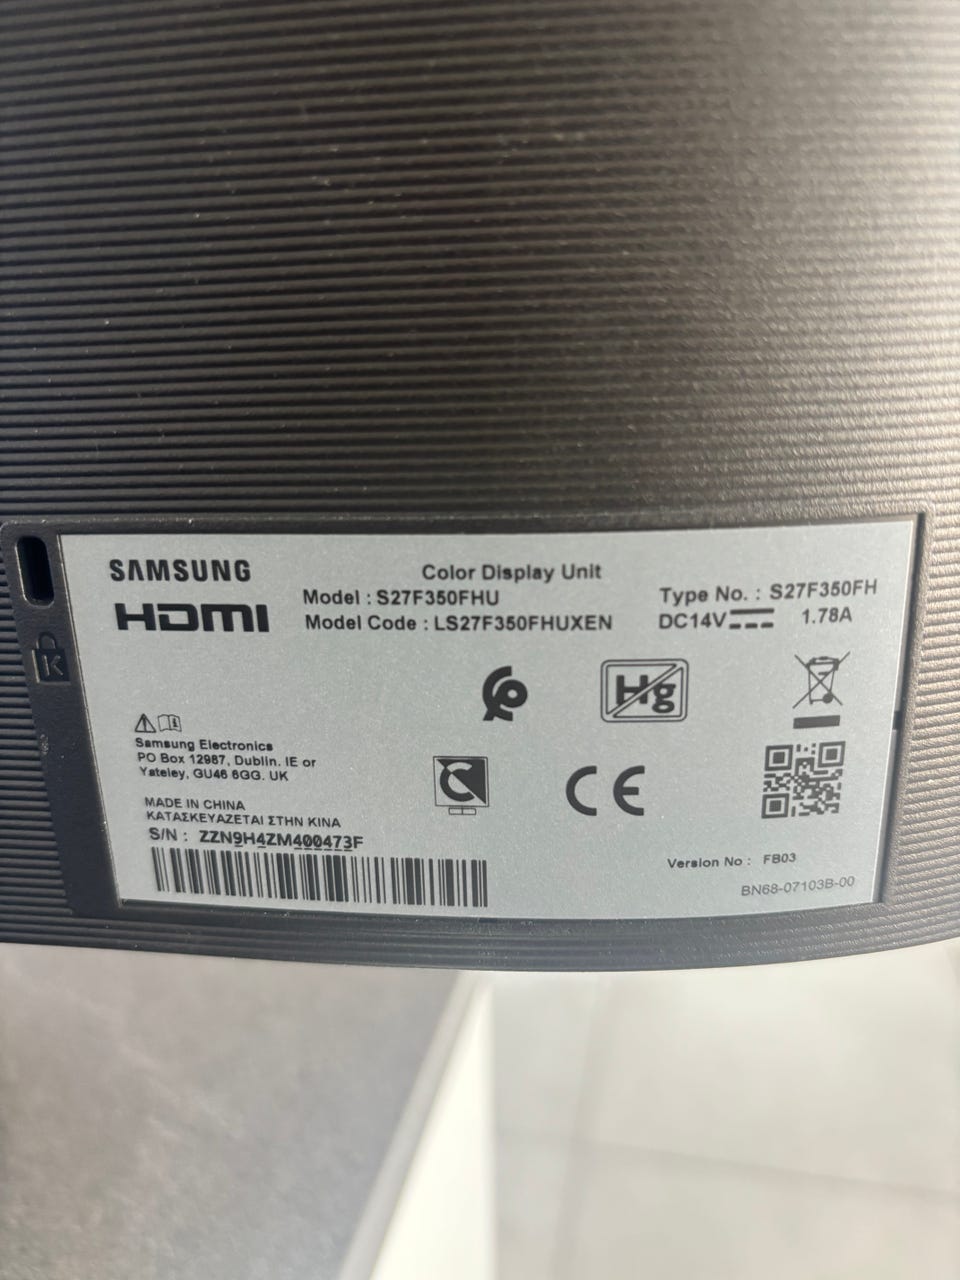 SAMSUNG
HDMI
Color Display Unit
Model : S27F350FHU
Model Code : LS27F350FHUXEN
Type No. : S27F350FH
DC14V 1.78A
Hg
K
Samsung Electronics
PO Box 12987, Dublin. IE or
Yateley, GU46 6GG. UK
CE
MADE IN CHINA
ΚΑΤΑΣΚΕΥΑΖΕΤΑΙ ΣΤΗΝ ΚΙΝΑ
S/N : ZZN9H4ZM400473F
Version No : FB03
BN68-07103B-00